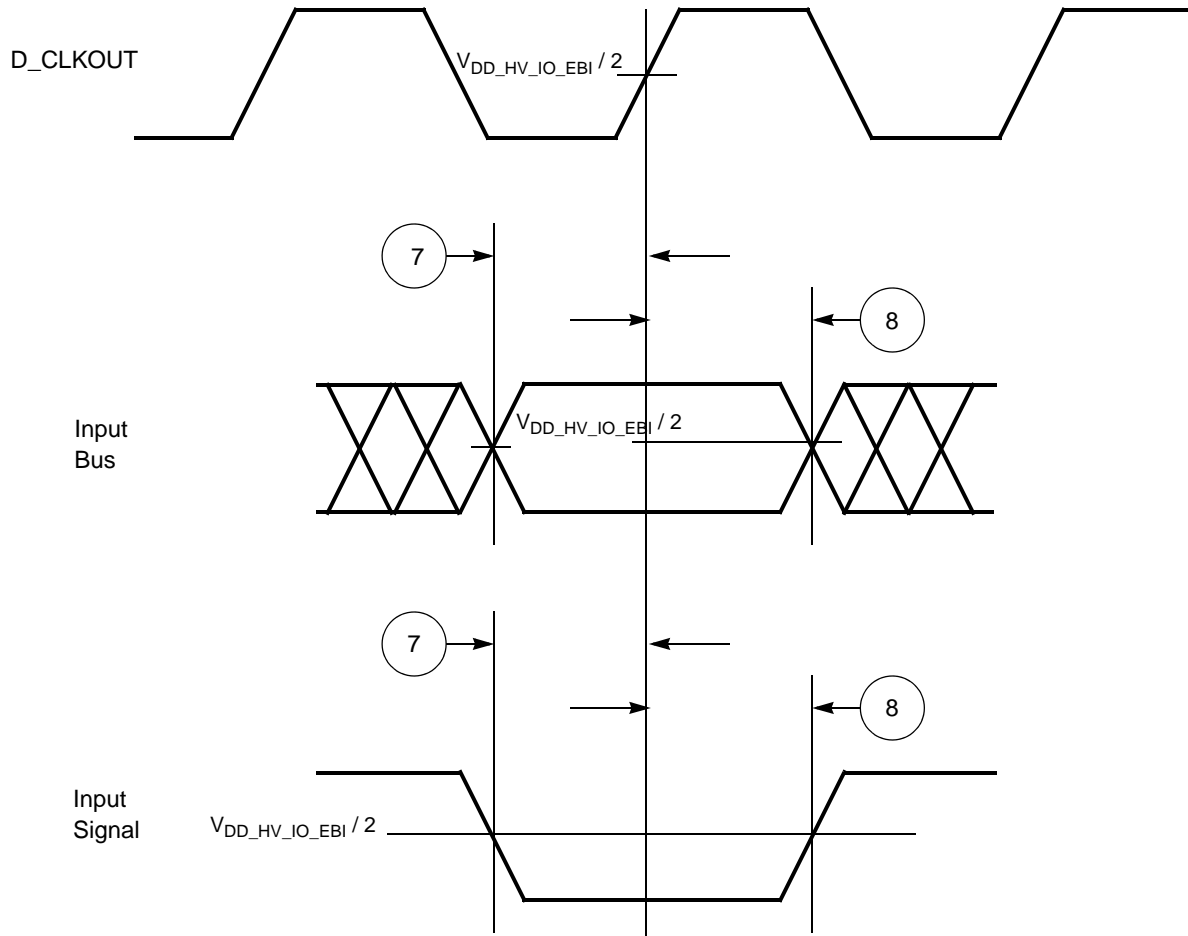 D_CLKOUT
VDD_HV_IO_EBI / 2
7
8
Input
Bus
VDD_HV_IO_EBI / 2
7
8
Input
Signal
VDD_HV_IO_EBI / 2